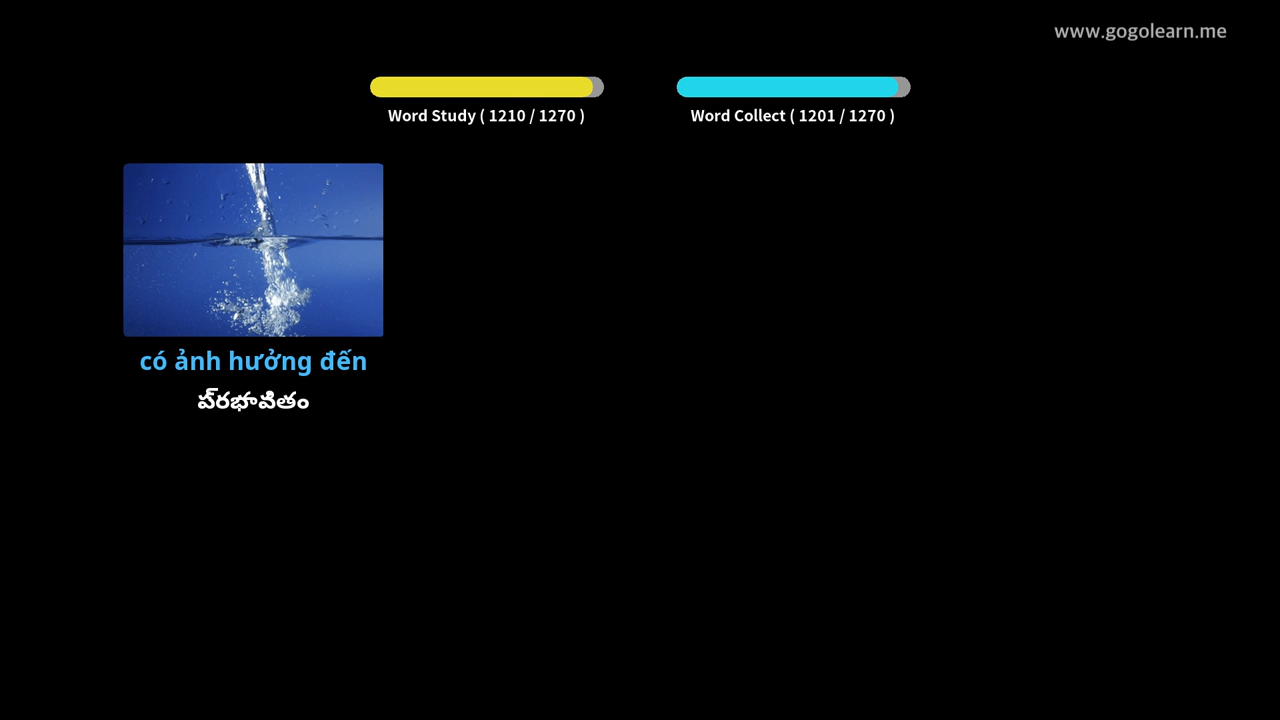 www.gogolearn.me
Word Study ( 1210 / 1270 )
Word Collect ( 1201 / 1270 )
có ảnh hưởng đến
ప్రభావితం